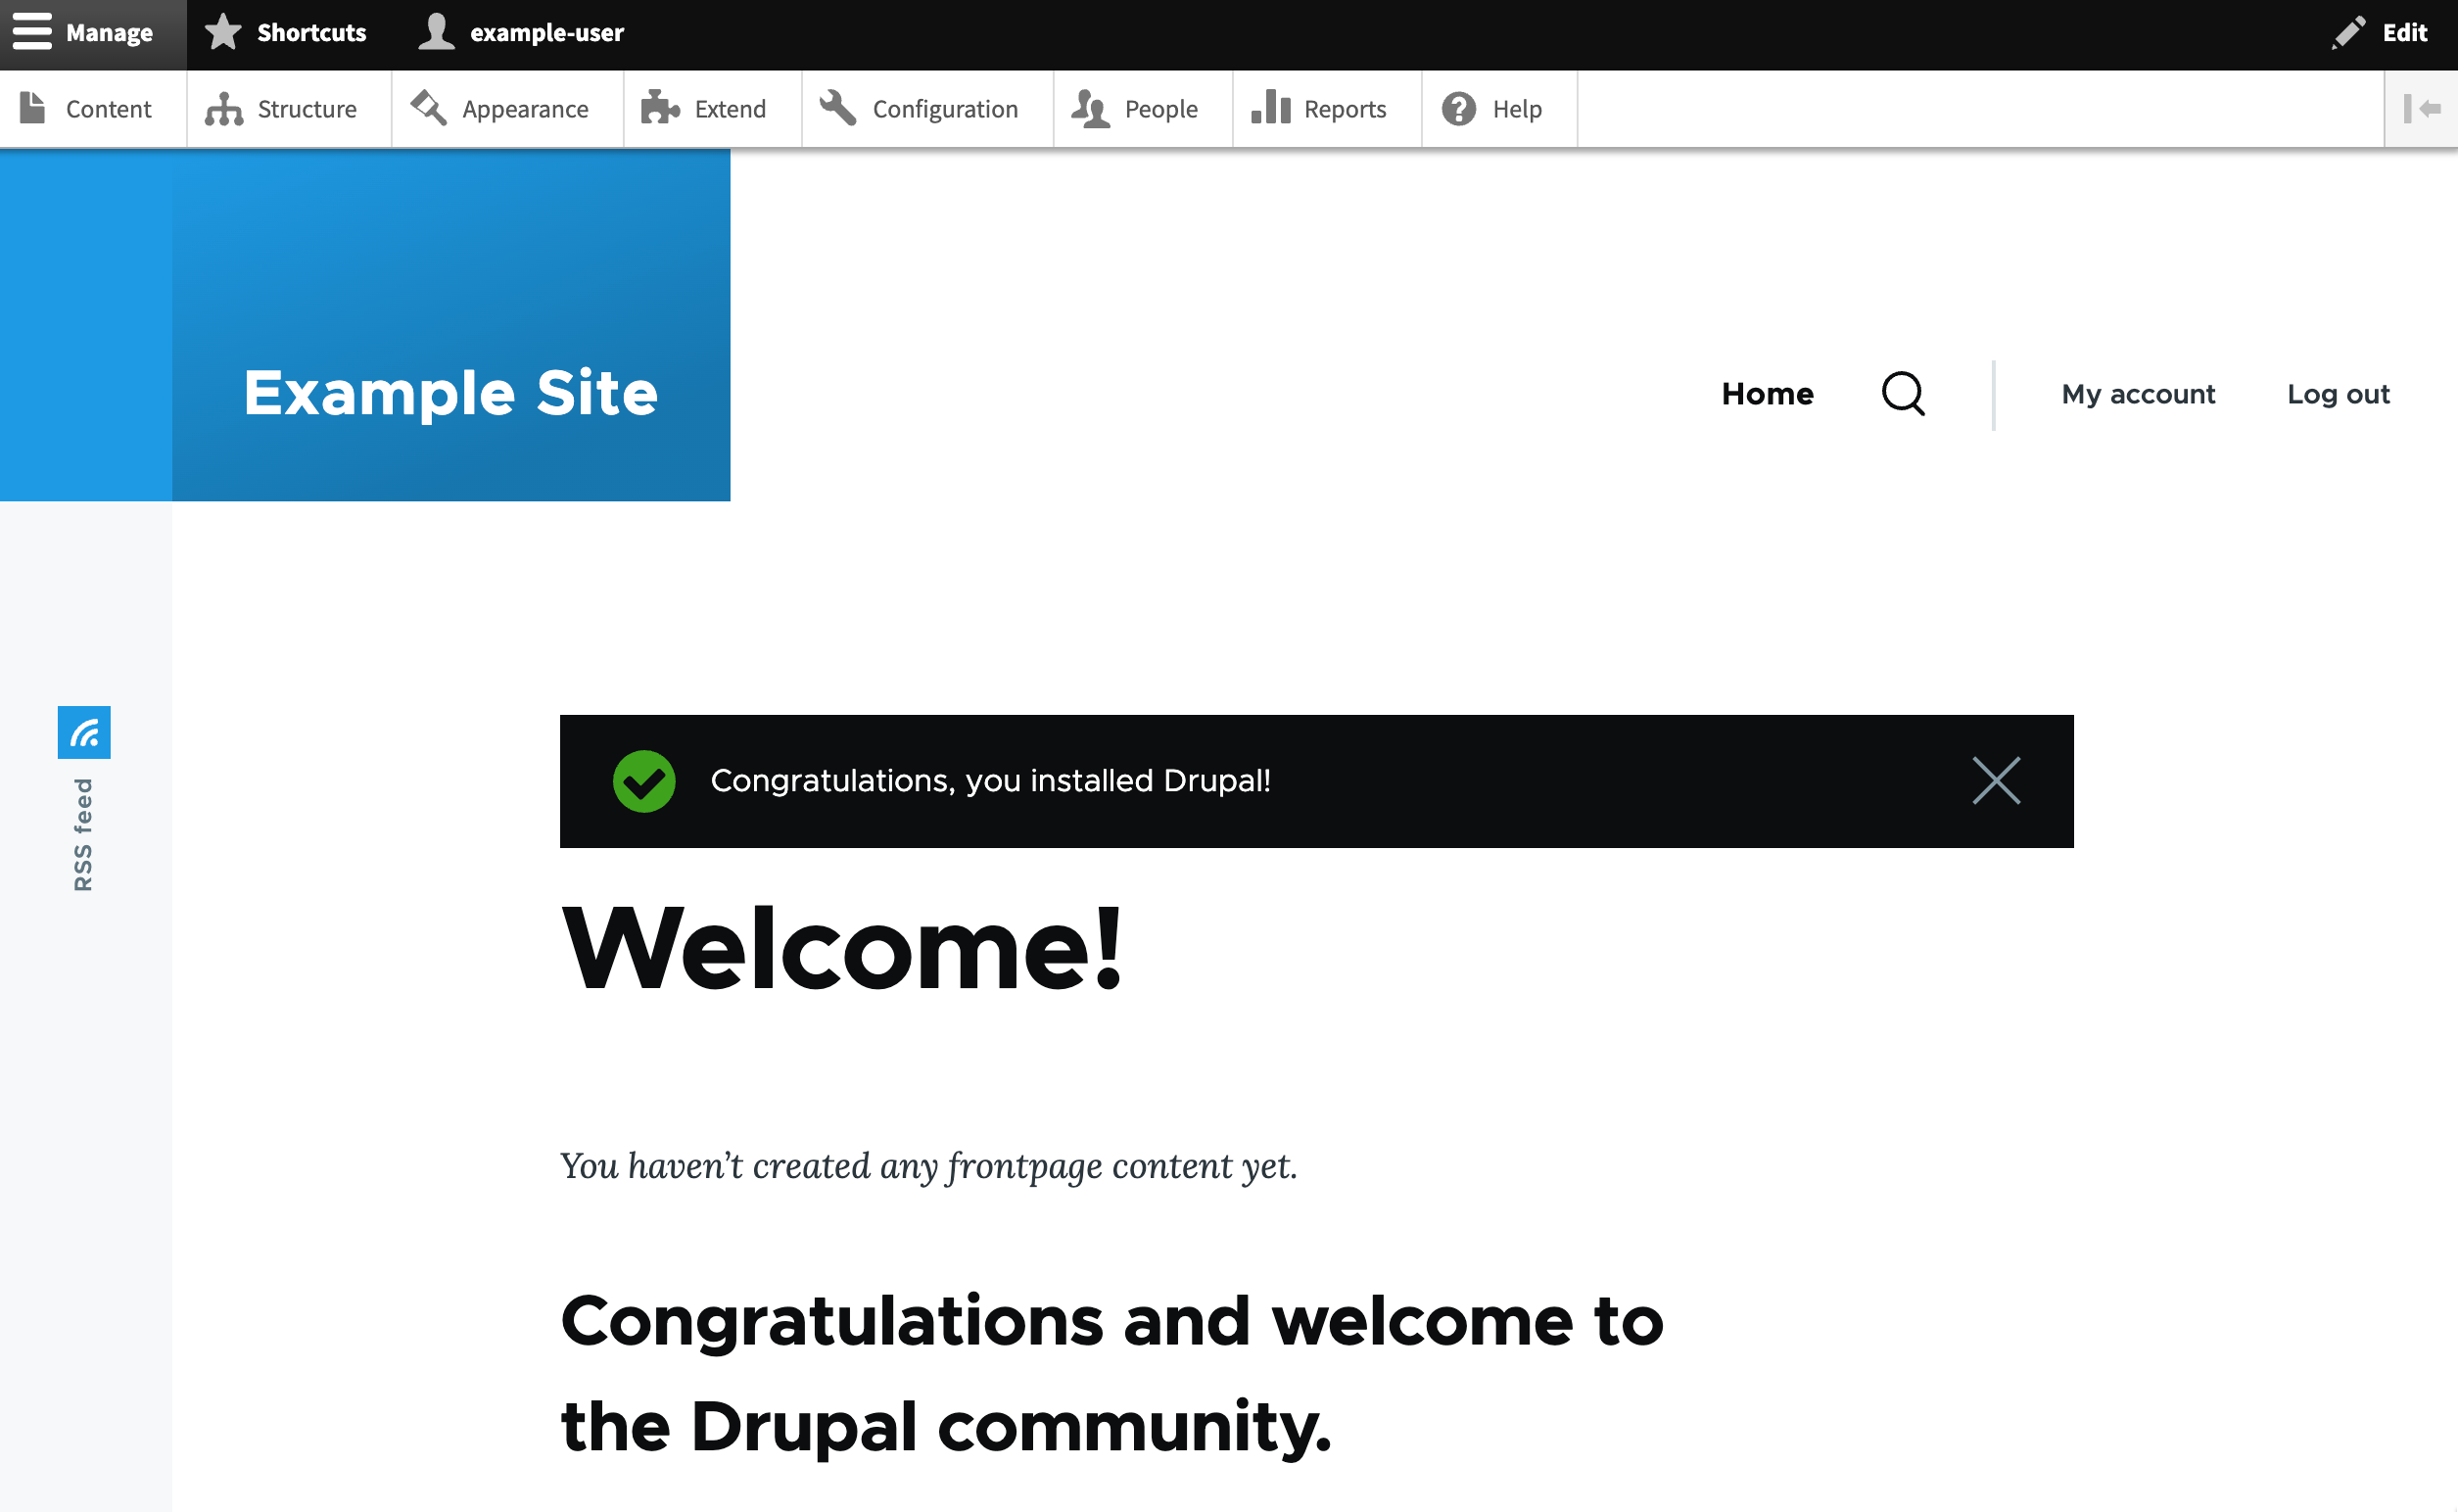 Manage Shortcuts example-user Edit
Content Structure Appearance Extend Configuration People Reports Help
Example Site
Home My account Log out
RSS feed
Congratulations, you installed Drupal!
Welcome!
You haven’t created any frontpage content yet.
Congratulations and welcome to
the Drupal community.